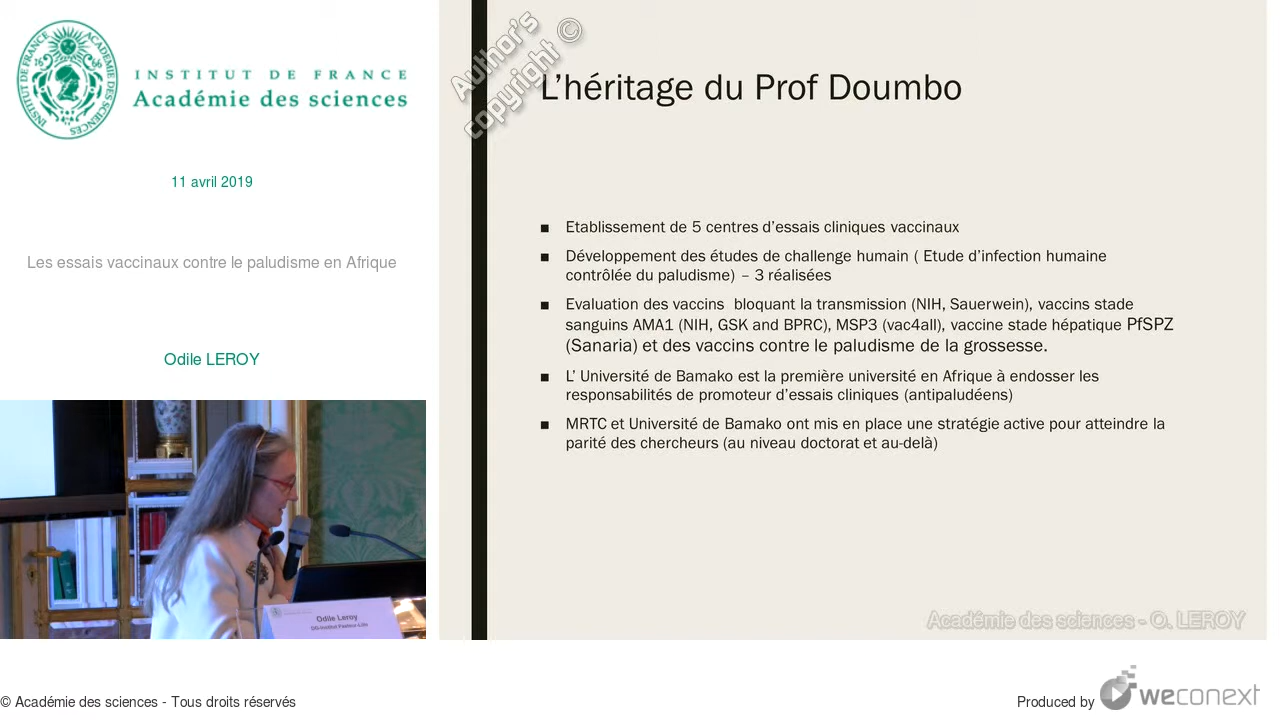 INSTITUT DE FRANCE
Académie des sciences
11 avril 2019
Les essais vaccinaux contre le paludisme en Afrique
Odile LEROY
Odile Leroy
DG-Institut Pasteur-Lille
Author's
copyright ©
L'héritage du Prof Doumbo
■ Etablissement de 5 centres d'essais cliniques vaccinaux
■ Développement des études de challenge humain ( Etude d'infection humaine
contrôlée du paludisme) – 3 réalisées
■ Evaluation des vaccins bloquant la transmission (NIH, Sauerwein), vaccins stade
sanguins AMA1 (NIH, GSK and BPRC), MSP3 (vac4all), vaccine stade hépatique PfSPZ
(Sanaria) et des vaccins contre le paludisme de la grossesse.
■ L' Université de Bamako est la première université en Afrique à endosser les
responsabilités de promoteur d'essais cliniques (antipaludéens)
■ MRTC et Université de Bamako ont mis en place une stratégie active pour atteindre la
parité des chercheurs (au niveau doctorat et au-delà)
Académie des sciences - O. LEROY
© Académie des sciences - Tous droits réservés
Produced by weconext